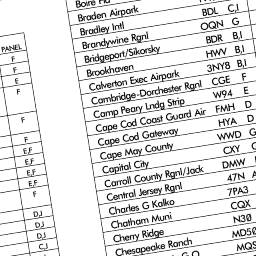 PANEL
F
F
E
F
F
F
E,F
E,F
E,F
E,F
F
D,I
D,I
C,I
Boire
Braden Airpark
Bradley Intl BDL C,I
Brandywine Rgnl OQN G
Bridgeport/Sikorsky BDR B,I
Brookhaven HWV B,I
Calverton Exec Airpark 3NY8 B,I
Cambridge-Dorchester Rgnl CGE F
Camp Peary Lndg Strip W94 E
Cape Cod Coast Guard Air FMH D
Cape Cod Gateway HYA D
Cape May County WWD G
Capital City CXY
Carroll County Rgnl/Jack DMW
Central Jersey Rgnl 47N
Charles G Kalko 7PA3
Chatham Muni CQX
Cherry Ridge N30
Chesapeake Ranch MD50